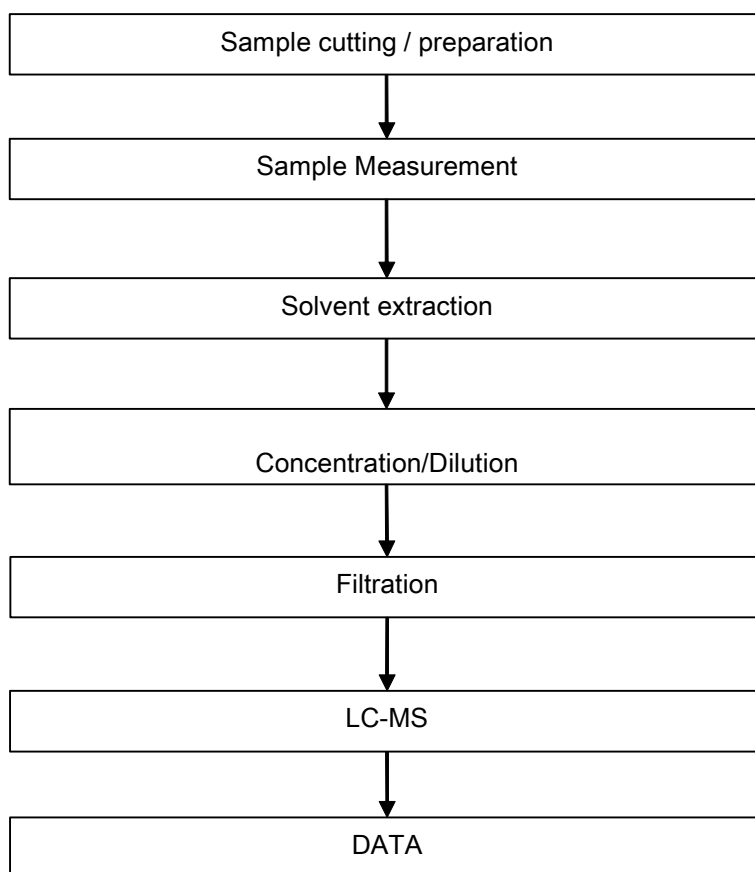 Sample cutting / preparation
Sample Measurement
Solvent extraction
Concentration/Dilution
Filtration
LC-MS
DATA